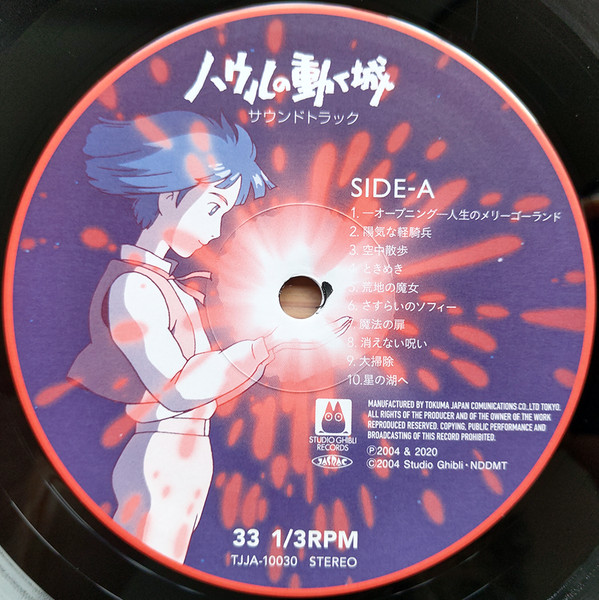 ハウルの動く城
サウンドトラック
SIDE-A
1. ―オープニング― 人生のメリーゴーランド
2. 陽気な軽騎兵
3. 空中散歩
4. ときめき
5. 荒地の魔女
6. さすらいのソフィー
7. 魔法の扉
8. 消えない呪い
9. 大掃除
10. 星の湖へ
MANUFACTURED BY TOKUMA JAPAN COMUNICATIONS CO.,LTD TOKYO.
ALL RIGHTS OF THE PRODUCER AND OF THE OWNER OF THE WORK
REPRODUCED RESERVED. COPYING, PUBLIC PERFORMANCE AND
BROADCASTING OF THIS RECORD PROHIBITED.
STUDIO GHIBLI
RECORDS
JASRAC
Ⓟ2004 & 2020
©2004 Studio Ghibli・NDDMT
33 1/3RPM
TJJA-10030 STEREO